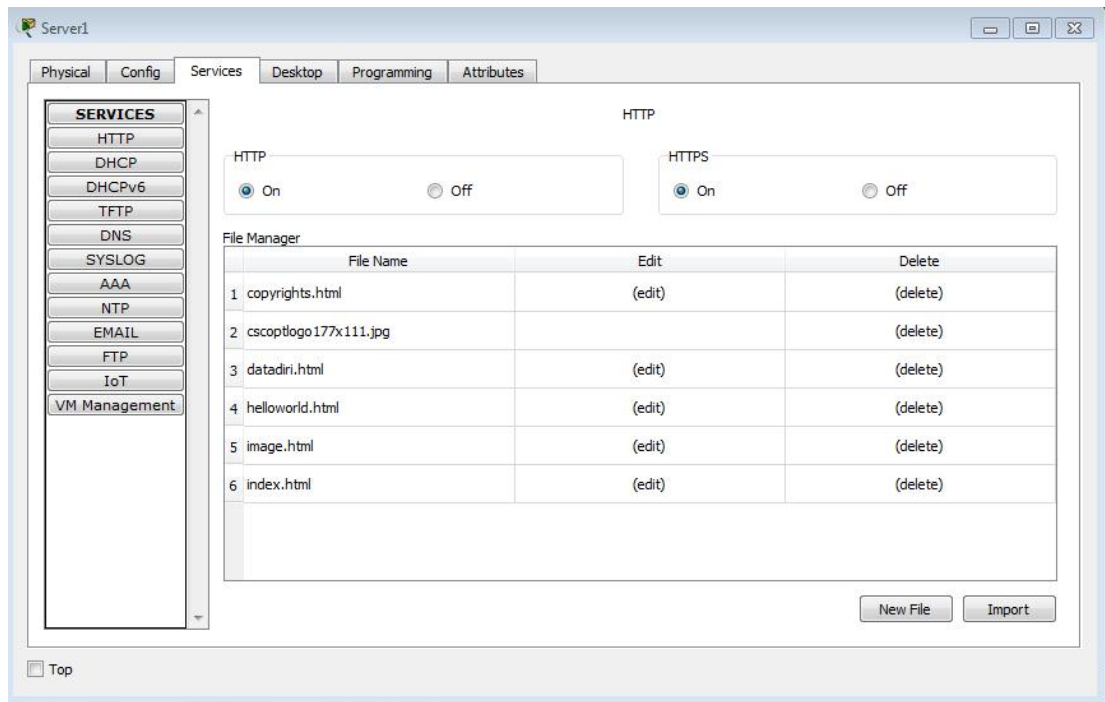 Server1
Physical Config Services Desktop Programming Attributes
SERVICES
HTTP
DHCP
DHCPv6
TFTP
DNS
SYSLOG
AAA
NTP
EMAIL
FTP
IoT
VM Management
HTTP
HTTP
On Off
HTTPS
On Off
File Manager
File Name Edit Delete
1 copyrights.html (edit) (delete)
2 cscoptlogo177x111.jpg (delete)
3 datadiri.html (edit) (delete)
4 helloworld.html (edit) (delete)
5 image.html (edit) (delete)
6 index.html (edit) (delete)
New File Import
Top